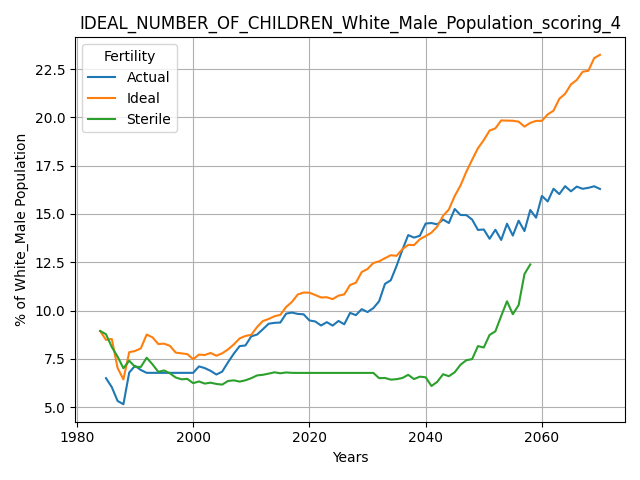 IDEAL_NUMBER_OF_CHILDREN_White_Male_Population_scoring_4
Fertility
Actual
Ideal
Sterile
% of White_Male Population
22.5
20.0
17.5
15.0
12.5
10.0
7.5
5.0
1980 2000 2020 2040 2060
Years